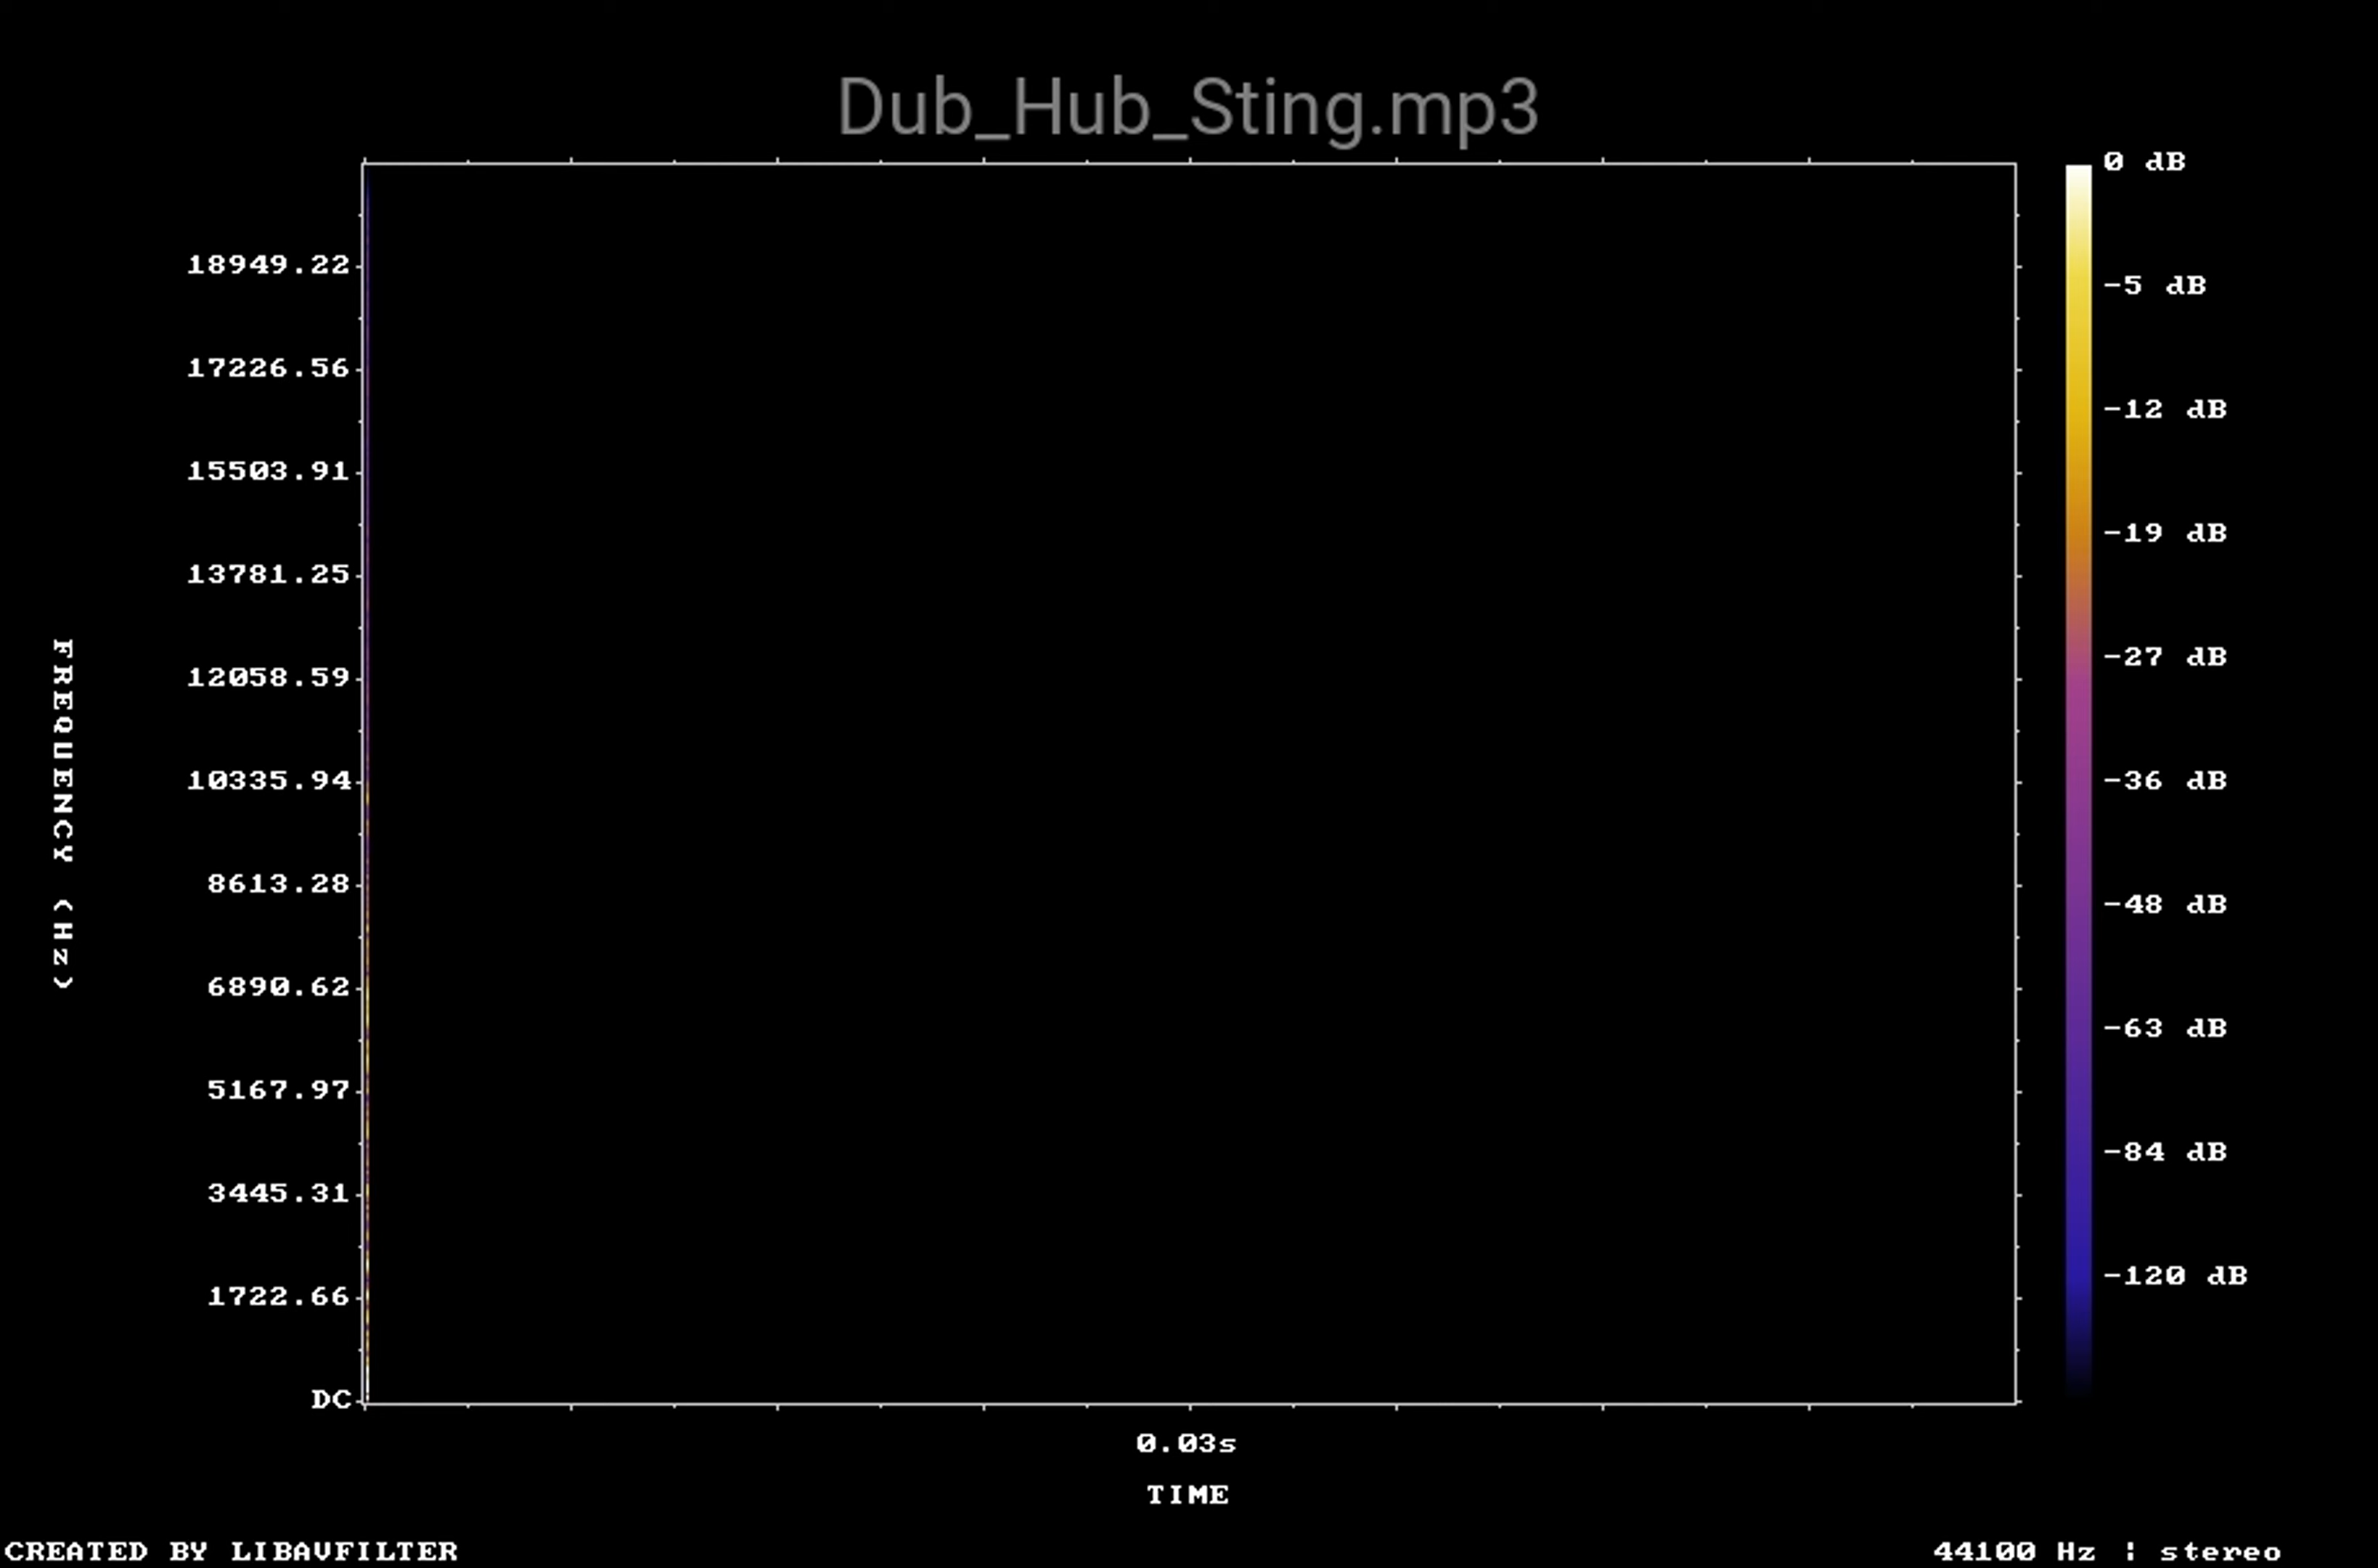 Dub_Hub_Sting.mp3
0 dB
18949.22
-5 dB
17226.56
-12 dB
15503.91
-19 dB
13781.25
-27 dB
12058.59
-36 dB
10335.94
8613.28
-48 dB
6890.62
-63 dB
5167.97
-84 dB
3445.31
-120 dB
1722.66
DC
FREQUENCY (Hz)
0.03s
TIME
CREATED BY LIBAVFILTER
44100 Hz | stereo